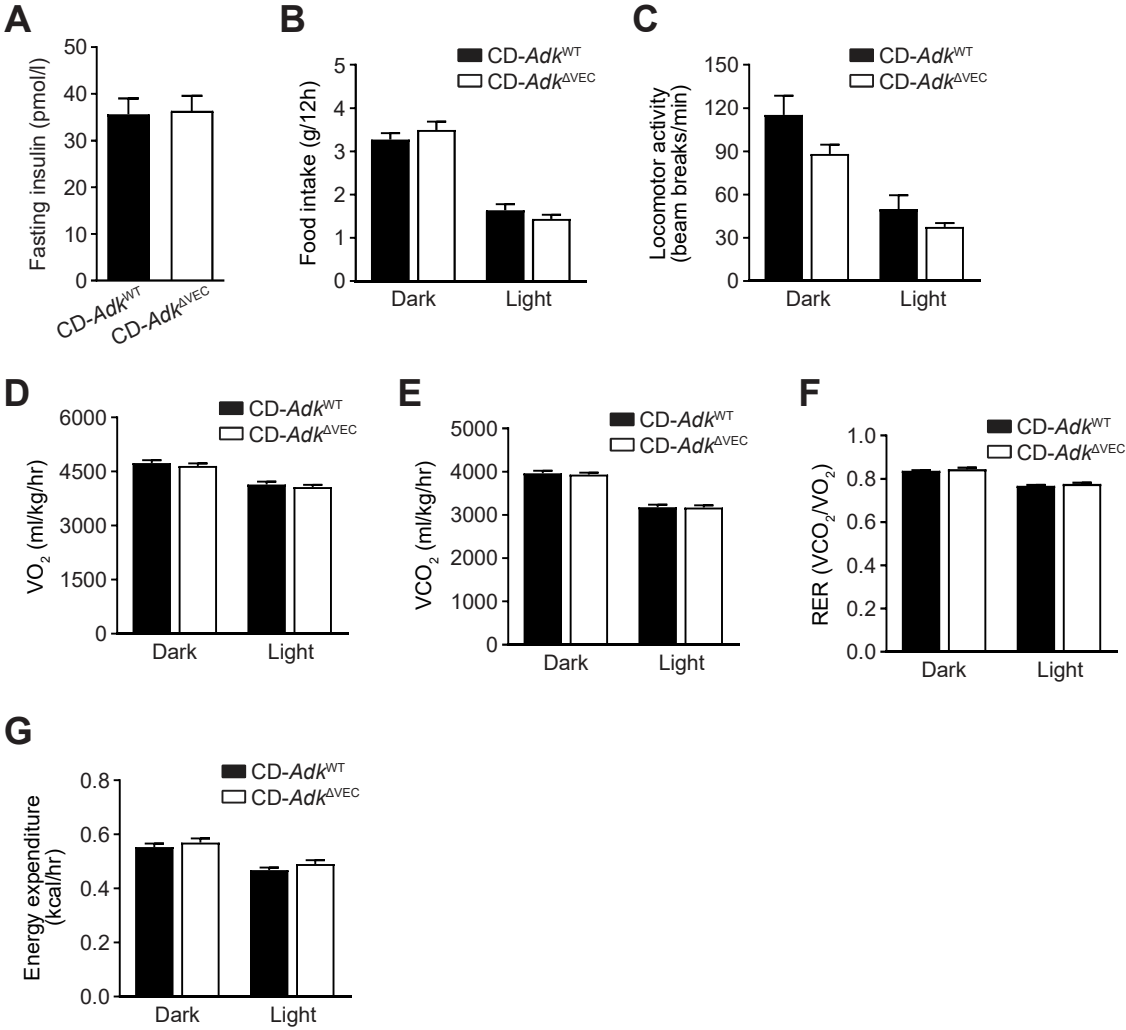 A
Fasting insulin (pmol/l)
50
40
30
20
10
0
CD-Adk^WT
CD-Adk^ΔVEC
B
Food intake (g/12h)
5
4
3
2
1
0
CD-Adk^WT
CD-Adk^ΔVEC
Dark
Light
C
Locomotor activity
(beam breaks/min)
150
120
90
60
30
0
CD-Adk^WT
CD-Adk^ΔVEC
Dark
Light
D
VO₂ (ml/kg/hr)
6000
4500
3000
1500
0
CD-Adk^WT
CD-Adk^ΔVEC
Dark
Light
E
VCO₂ (ml/kg/hr)
5000
4000
3000
2000
1000
0
CD-Adk^WT
CD-Adk^ΔVEC
Dark
Light
F
RER (VCO₂/VO₂)
1.0
0.8
0.6
0.4
0.2
0.0
CD-Adk^WT
CD-Adk^ΔVEC
Dark
Light
G
Energy expenditure
(kcal/hr)
0.8
0.6
0.4
0.2
0.0
CD-Adk^WT
CD-Adk^ΔVEC
Dark
Light